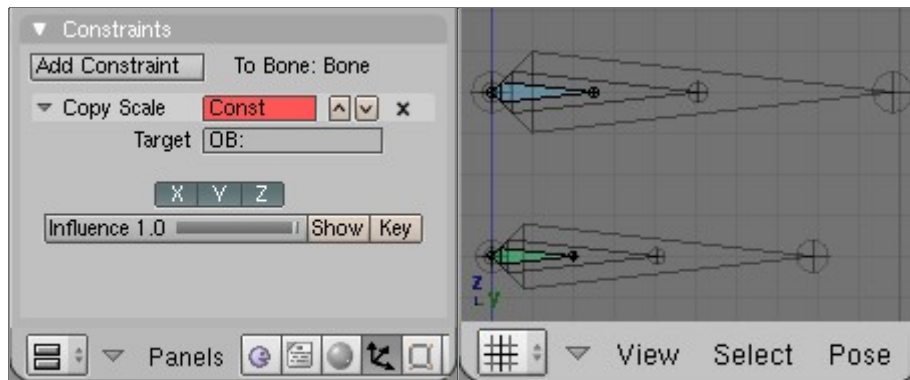 Constraints
Add Constraint To Bone: Bone
Copy Scale Const x
Target OB:
X Y Z
Influence 1.0 Show Key
Panels
z
y
View Select Pose